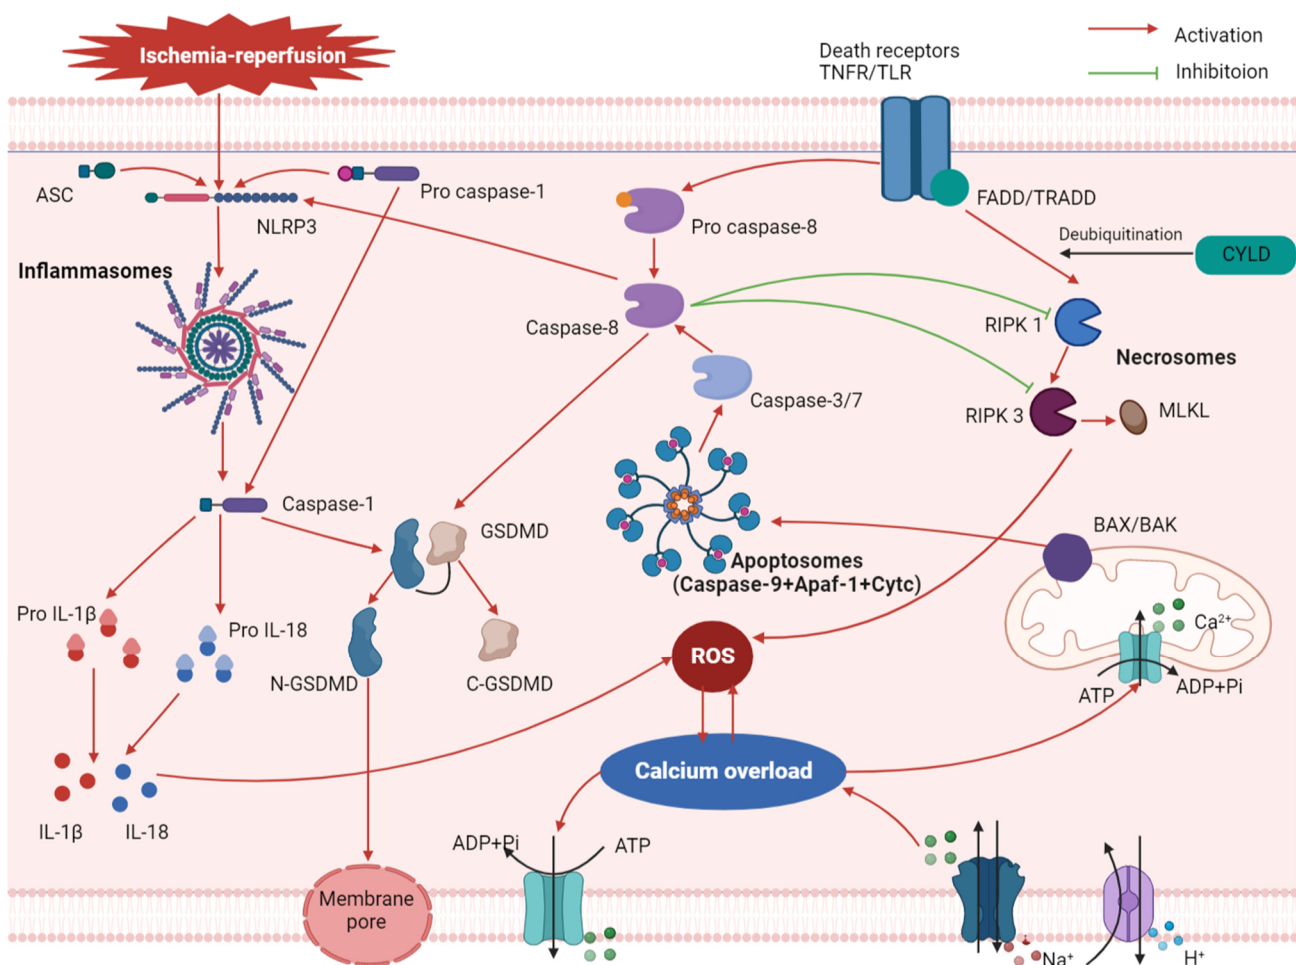 Ischemia-reperfusion
Death receptors
TNFR/TLR
Activation
Inhibitoion
ASC
Pro caspase-1
NLRP3
FADD/TRADD
Pro caspase-8
Deubiquitination
CYLD
Inflammasomes
Caspase-8
RIPK 1
Necrosomes
Caspase-3/7
RIPK 3
MLKL
Caspase-1
GSDMD
BAX/BAK
Apoptosomes
(Caspase-9+Apaf-1+Cytc)
Pro IL-1β
Pro IL-18
Ca²⁺
ROS
N-GSDMD
C-GSDMD
ATP
ADP+Pi
Calcium overload
IL-1β
IL-18
ADP+Pi
ATP
Membrane
pore
Na⁺
H⁺